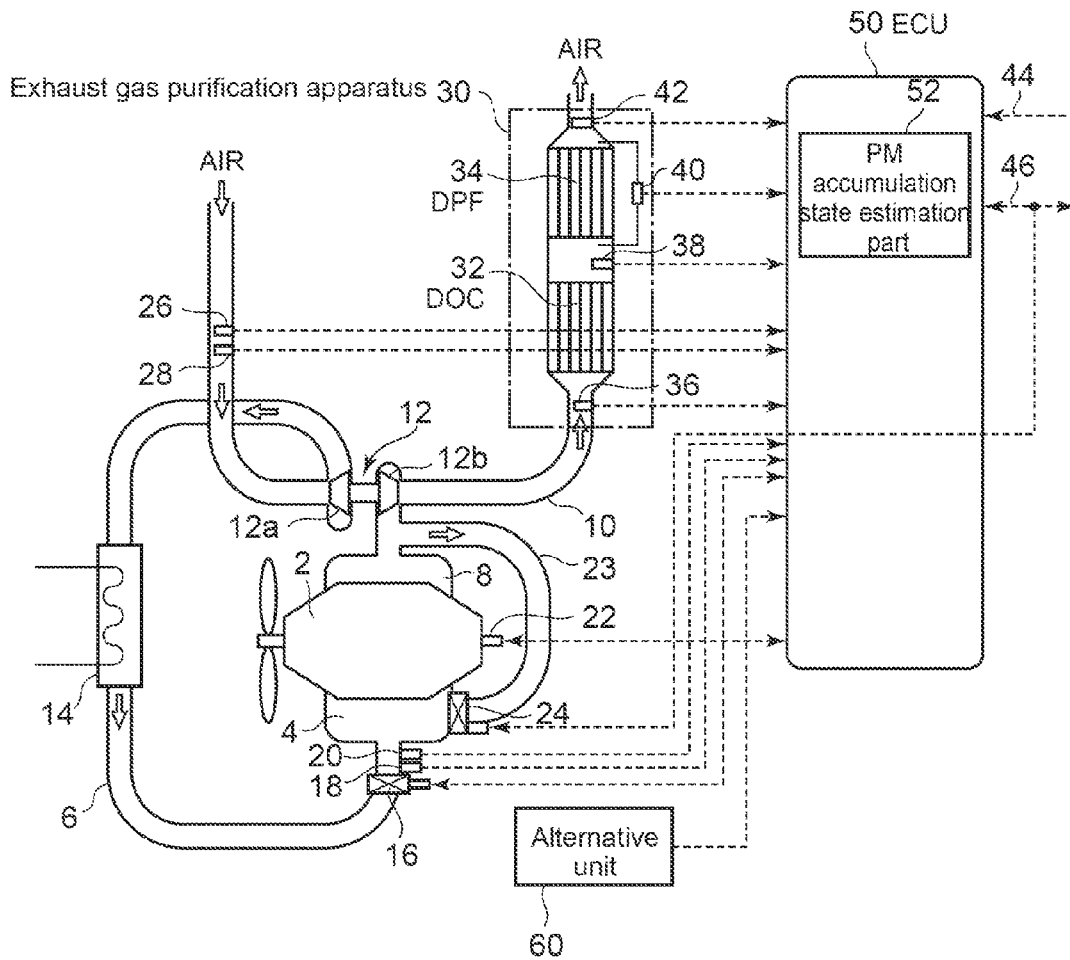 50 ECU
AIR
Exhaust gas purification apparatus 30
42
52
44
AIR
34
DPF
40
PM
accumulation
state estimation
part
46
38
32
DOC
26
28
36
12
12b
12a
10
23
2
8
22
14
4
24
20
18
6
16
Alternative
unit
60